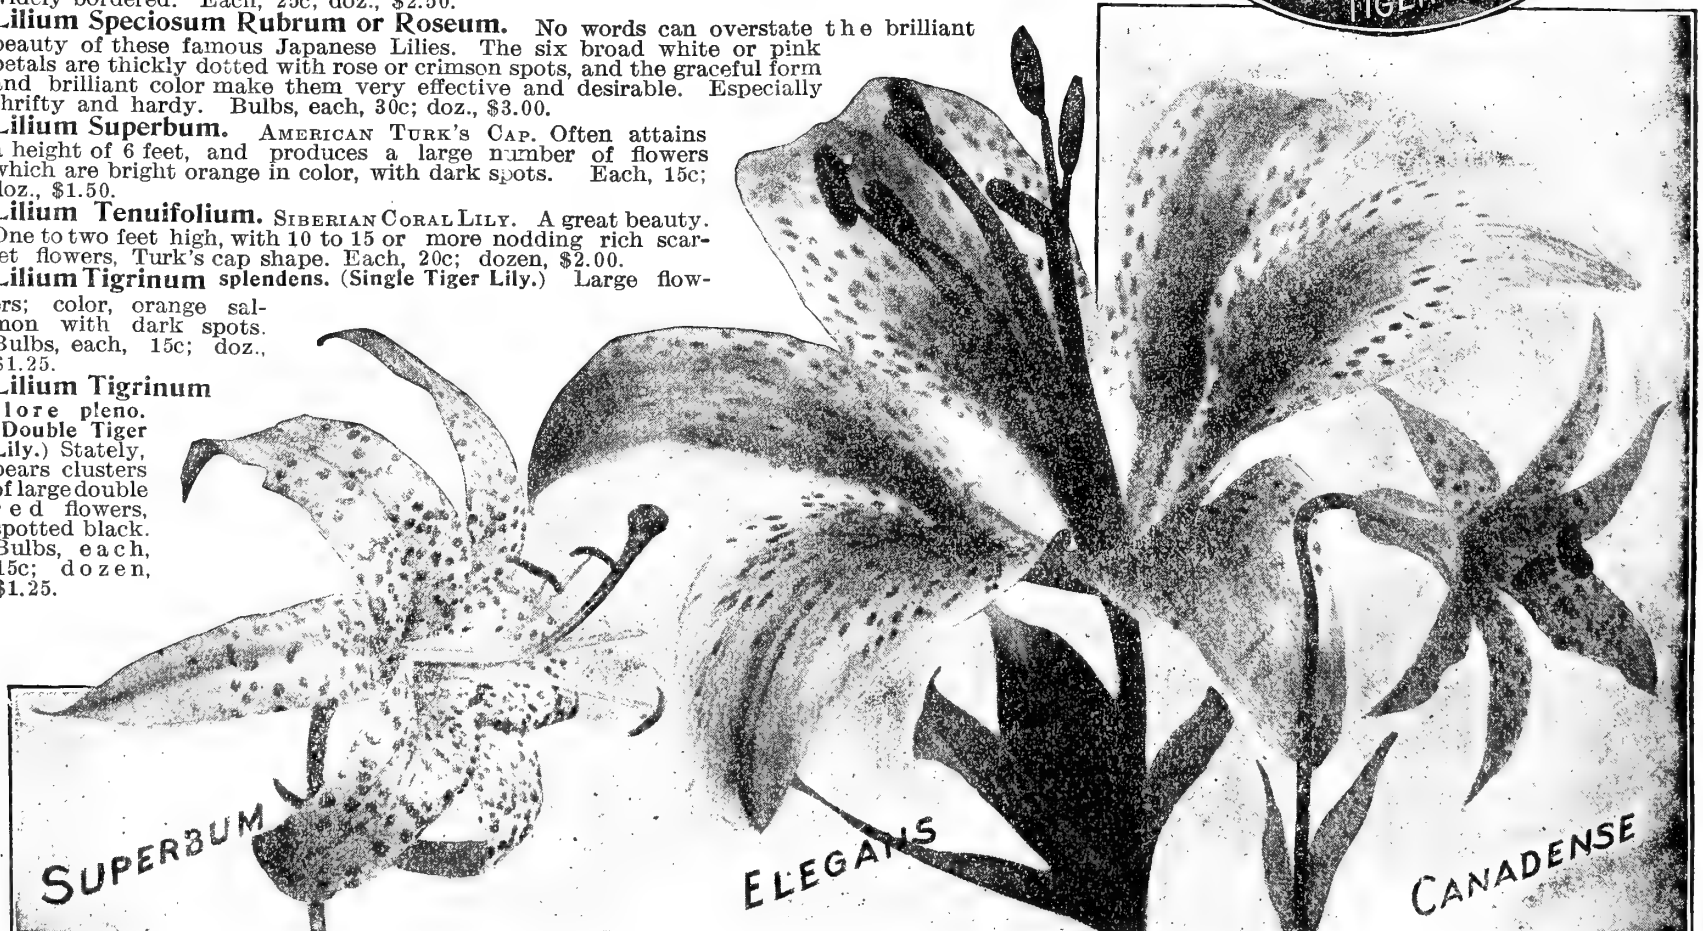 bordered. Each, 25c; doz., $2.50.
Lilium Speciosum Rubrum or Roseum. No words can overstate the brilliant
beauty of these famous Japanese Lilies. The six broad white or pink
petals are thickly dotted with rose or crimson spots, and the graceful form
and brilliant color make them very effective and desirable. Especially
thrifty and hardy. Bulbs, each, 30c; doz., $3.00.
Lilium Superbum. American Turk's Cap. Often attains
a height of 6 feet, and produces a large number of flowers
which are bright orange in color, with dark spots. Each, 15c;
doz., $1.50.
Lilium Tenuifolium. Siberian Coral Lily. A great beauty.
One to two feet high, with 10 to 15 or more nodding rich scar-
let flowers, Turk's cap shape. Each, 20c; dozen, $2.00.
Lilium Tigrinum splendens. (Single Tiger Lily.) Large flow-
ers; color, orange sal-
mon with dark spots.
Bulbs, each, 15c; doz.,
$1.25.
Lilium Tigrinum
flore pleno.
(Double Tiger
Lily.) Stately,
bears clusters
of large double
red flowers,
spotted black.
Bulbs, each,
15c; dozen,
$1.25.
SUPERBUM
ELEGANS
CANADENSE